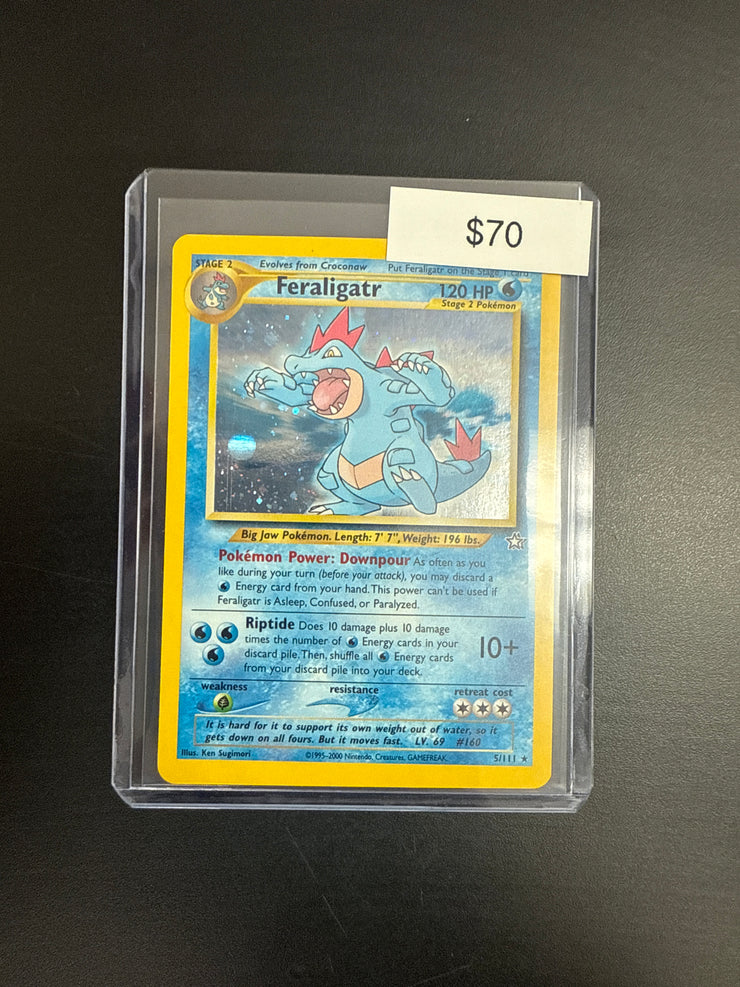 $70
STAGE 2
Evolves from Croconaw
Put Feraligatr on the Stage 1 card
Feraligatr
120 HP
Stage 2 Pokémon
Big Jaw Pokémon. Length: 7' 7", Weight: 196 lbs.
Pokémon Power: Downpour As often as you
like during your turn (before your attack), you may discard a
Energy card from your hand. This power can't be used if
Feraligatr is Asleep, Confused, or Paralyzed.
Riptide Does 10 damage plus 10 damage
times the number of Energy cards in your
discard pile. Then, shuffle all Energy cards
from your discard pile into your deck.
10+
weakness
resistance
retreat cost
It is hard for it to support its own weight out of water, so it
gets down on all fours. But it moves fast. LV. 69 #160
Illus. Ken Sugimori
©1995-2000 Nintendo, Creatures, GAMEFREAK.
5/111 ★